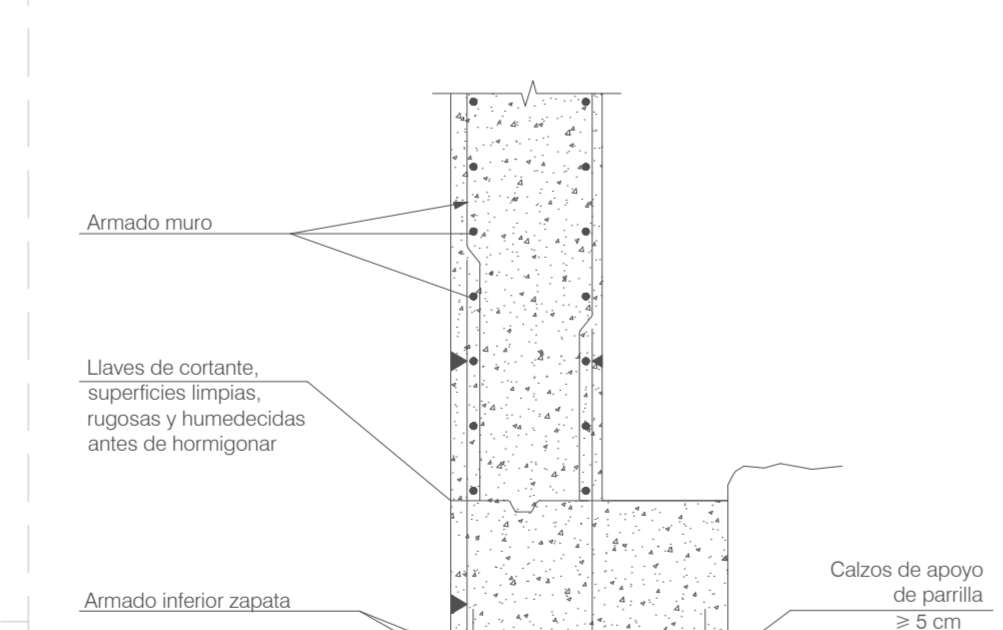 Armado muro
Llaves de cortante,
superficies limpias,
rugosas y humedecidas
antes de hormigonar
Armado inferior zapata
Calzos de apoyo
de parrilla
⩾ 5 cm